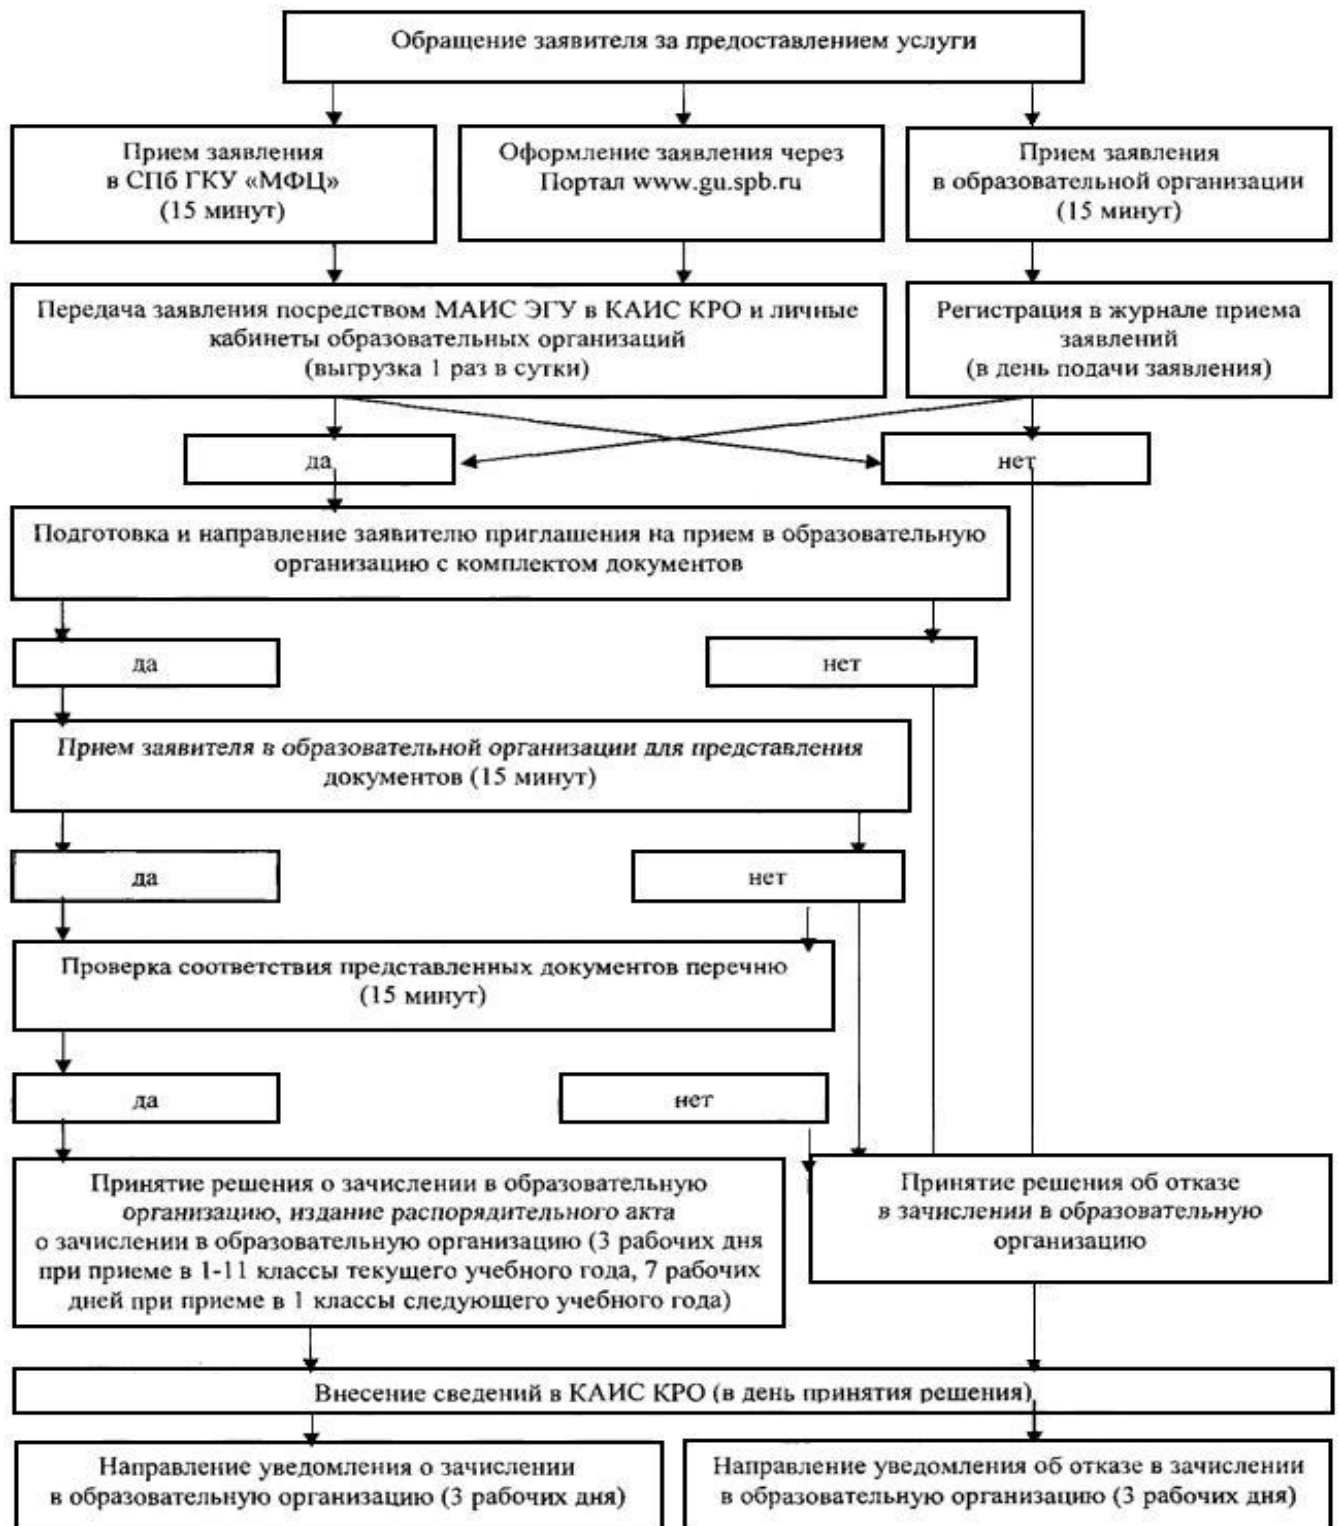 Обращение заявителя за предоставлением услуги
Прием заявления
в СПб ГКУ «МФЦ»
(15 минут)
Оформление заявления через
Портал www.gu.spb.ru
Прием заявления
в образовательной организации
(15 минут)
Передача заявления посредством МАИС ЭГУ в КАИС КРО и личные
кабинеты образовательных организаций
(выгрузка 1 раз в сутки)
Регистрация в журнале приема
заявлений
(в день подачи заявления)
да
нет
Подготовка и направление заявителю приглашения на прием в образовательную
организацию с комплектом документов
да
нет
Прием заявителя в образовательной организации для представления
документов (15 минут)
да
нет
Проверка соответствия представленных документов перечню
(15 минут)
да
нет
Принятие решения о зачислении в образовательную
организацию, издание распорядительного акта
о зачислении в образовательную организацию (3 рабочих дня
при приеме в 1-11 классы текущего учебного года, 7 рабочих
дней при приеме в 1 классы следующего учебного года)
Принятие решения об отказе
в зачислении в образовательную
организацию
Внесение сведений в КАИС КРО (в день принятия решения)
Направление уведомления о зачислении
в образовательную организацию (3 рабочих дня)
Направление уведомления об отказе в зачислении
в образовательную организацию (3 рабочих дня)